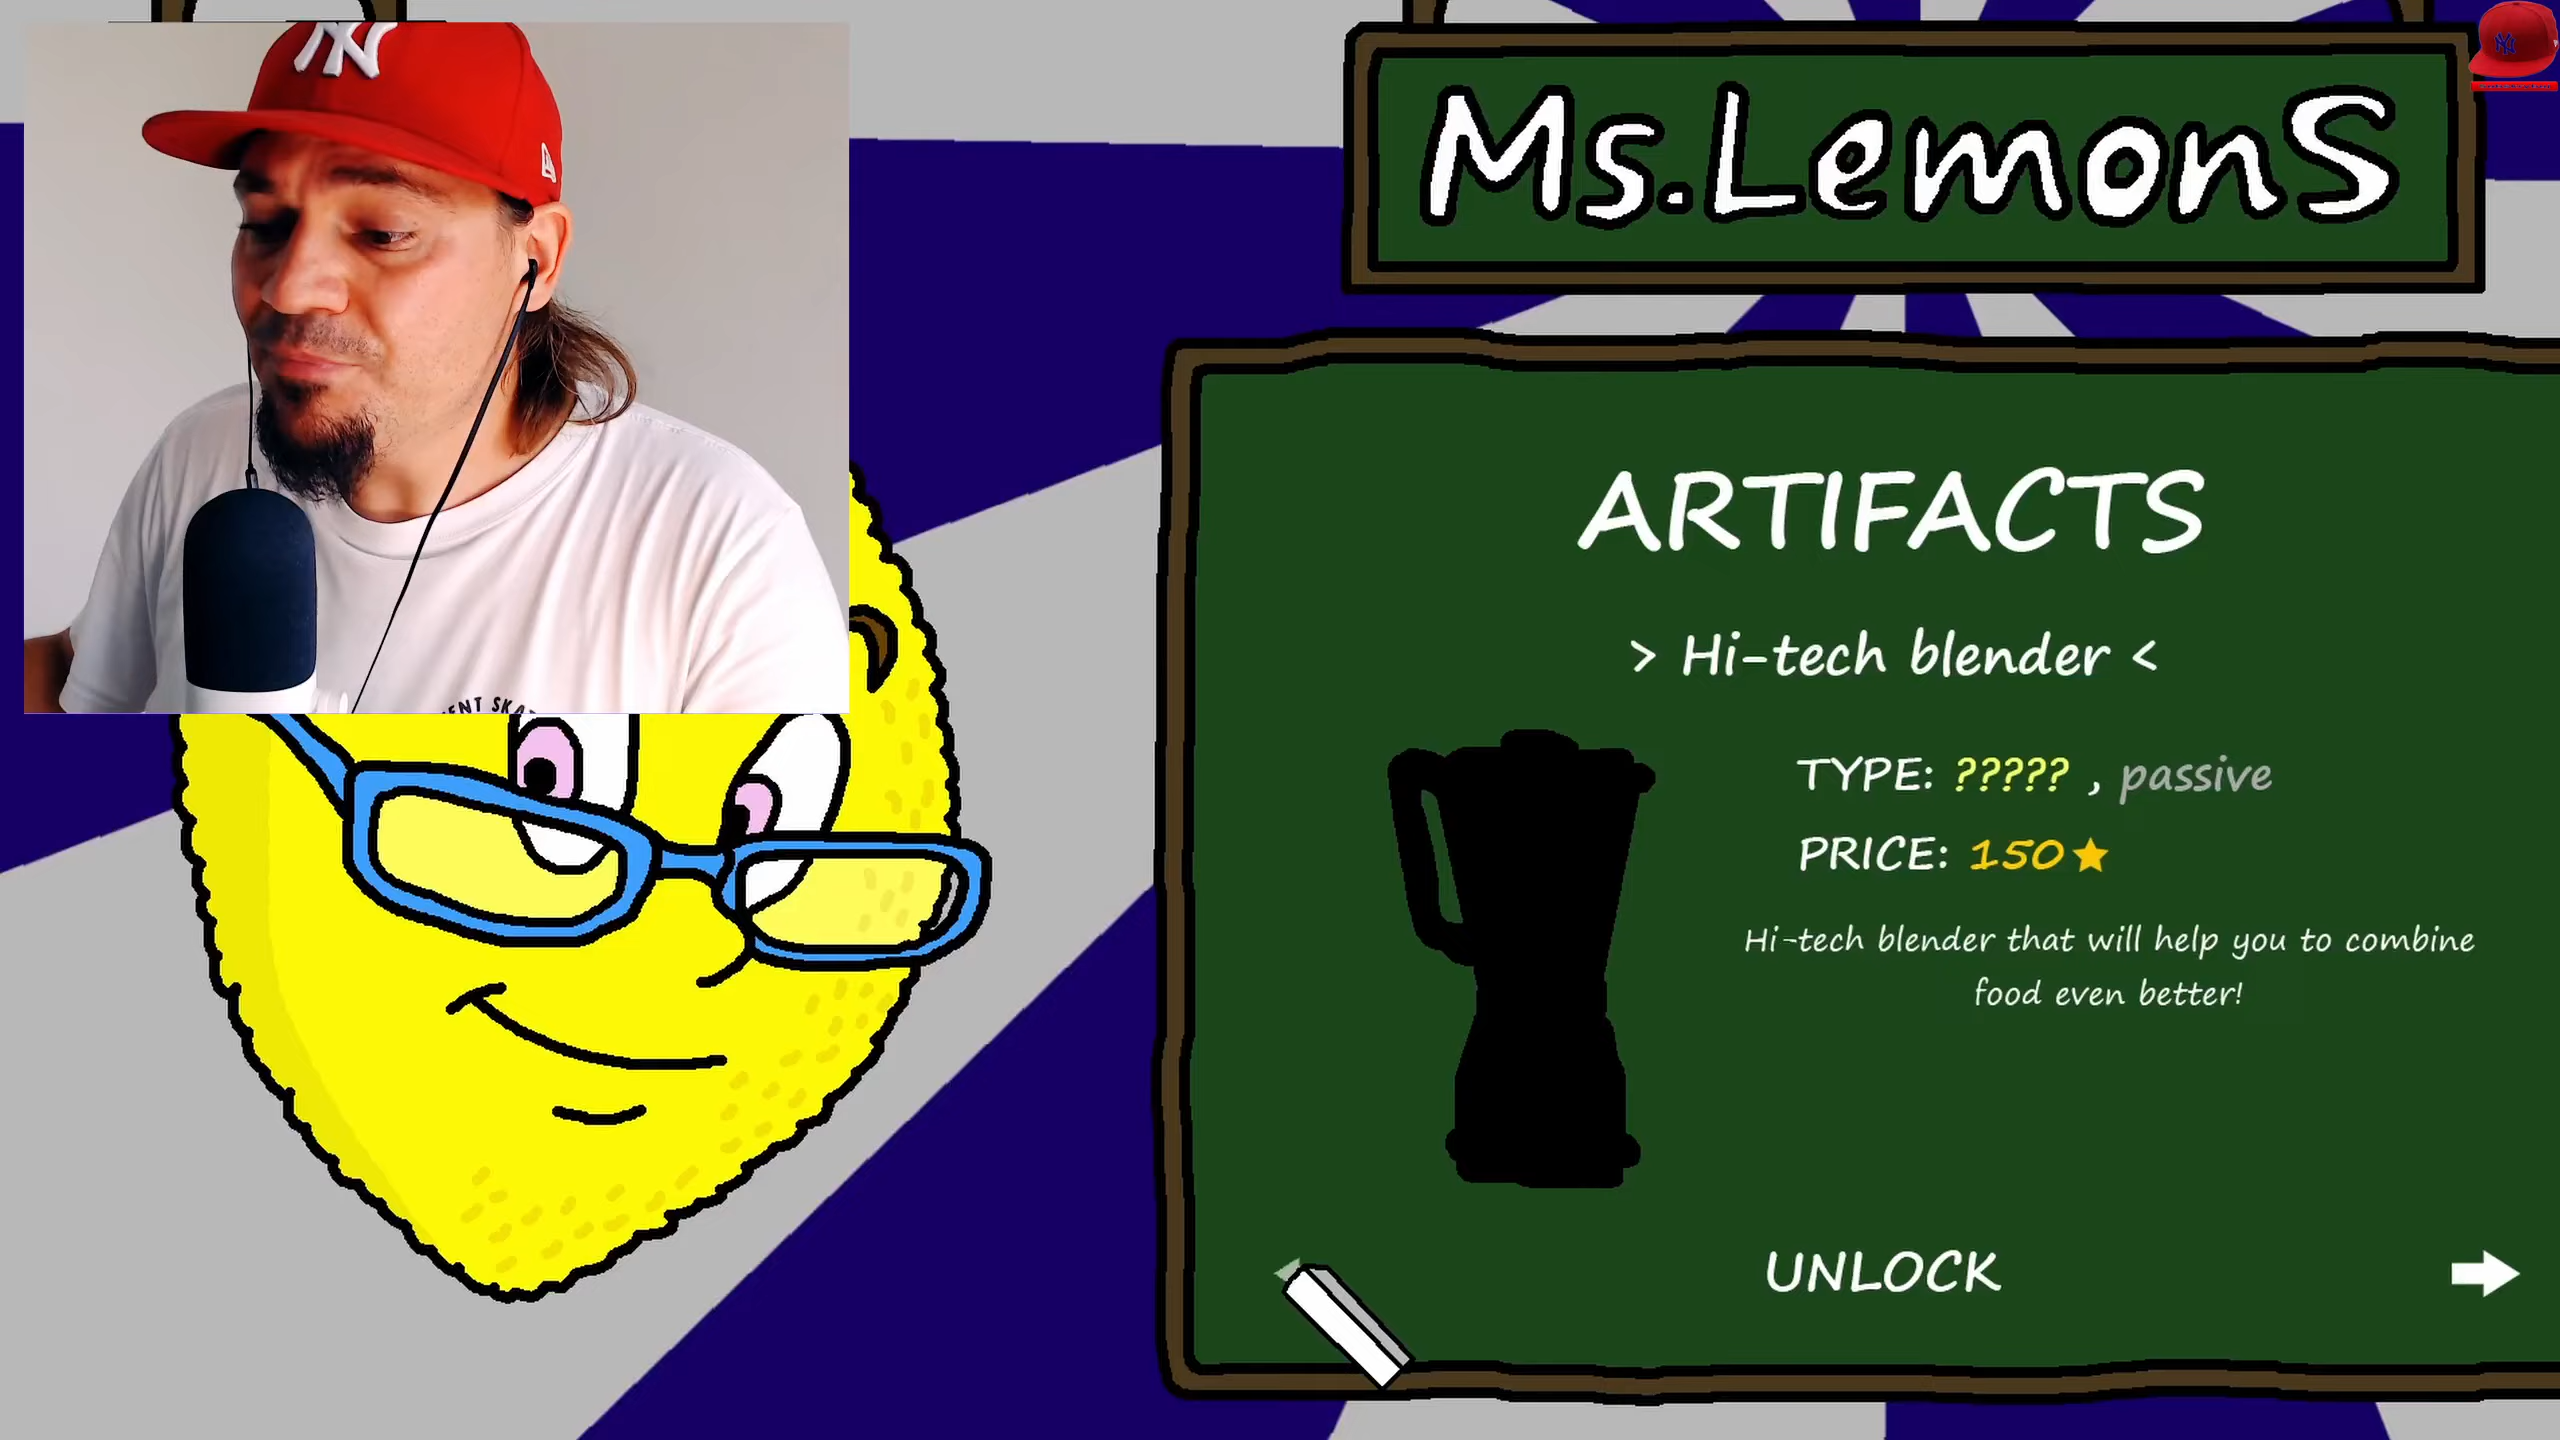 NY
Ms.LemonS
ARTIFACTS
> Hi-tech blender <
TYPE: ????? , passive
PRICE: 150
Hi-tech blender that will help you to combine
food even better!
UNLOCK